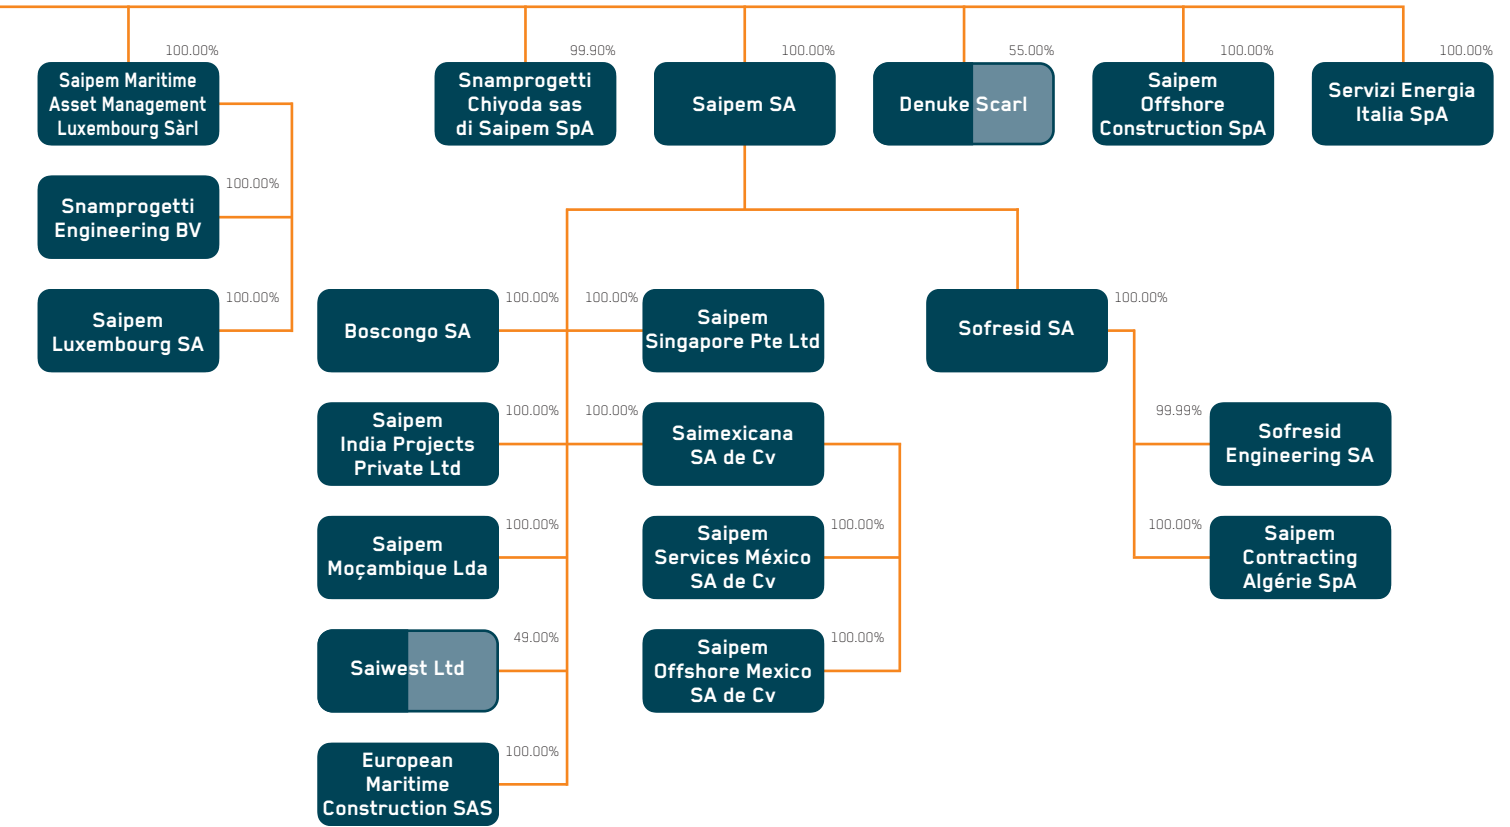 100.00%
Saipem Maritime
Asset Management
Luxembourg Sàrl
99.90%
Snamprogetti
Chiyoda sas
di Saipem SpA
100.00%
Saipem SA
55.00%
Denuke Scarl
100.00%
Saipem
Offshore
Construction SpA
100.00%
Servizi Energia
Italia SpA
100.00%
Snamprogetti
Engineering BV
100.00%
Saipem
Luxembourg SA
100.00%
Boscongo SA
100.00%
Saipem
Singapore Pte Ltd
100.00%
Sofresid SA
100.00%
Saipem
India Projects
Private Ltd
100.00%
Saimexicana
SA de Cv
99.99%
Sofresid
Engineering SA
100.00%
Saipem
Moçambique Lda
100.00%
Saipem
Services México
SA de Cv
100.00%
Saipem
Contracting
Algérie SpA
49.00%
Saiwest Ltd
100.00%
Saipem
Offshore Mexico
SA de Cv
100.00%
European
Maritime
Construction SAS